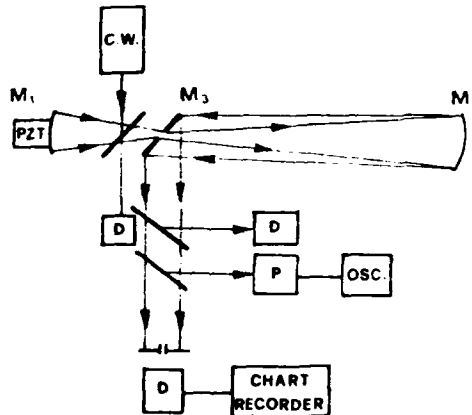 C.W.
M₁ M₃ M
PZT
D D
P OSC.
D CHART RECORDER